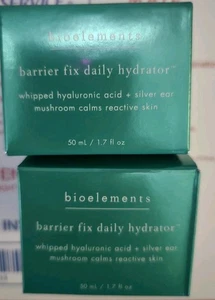 bioelements
barrier fix daily hydrator™
whipped hyaluronic acid + silver ear
mushroom calms reactive skin
50 mL / 1.7 fl oz
bioelements
barrier fix daily hydrator™
whipped hyaluronic acid + silver ear
mushroom calms reactive skin
50 mL / 1.7 fl oz